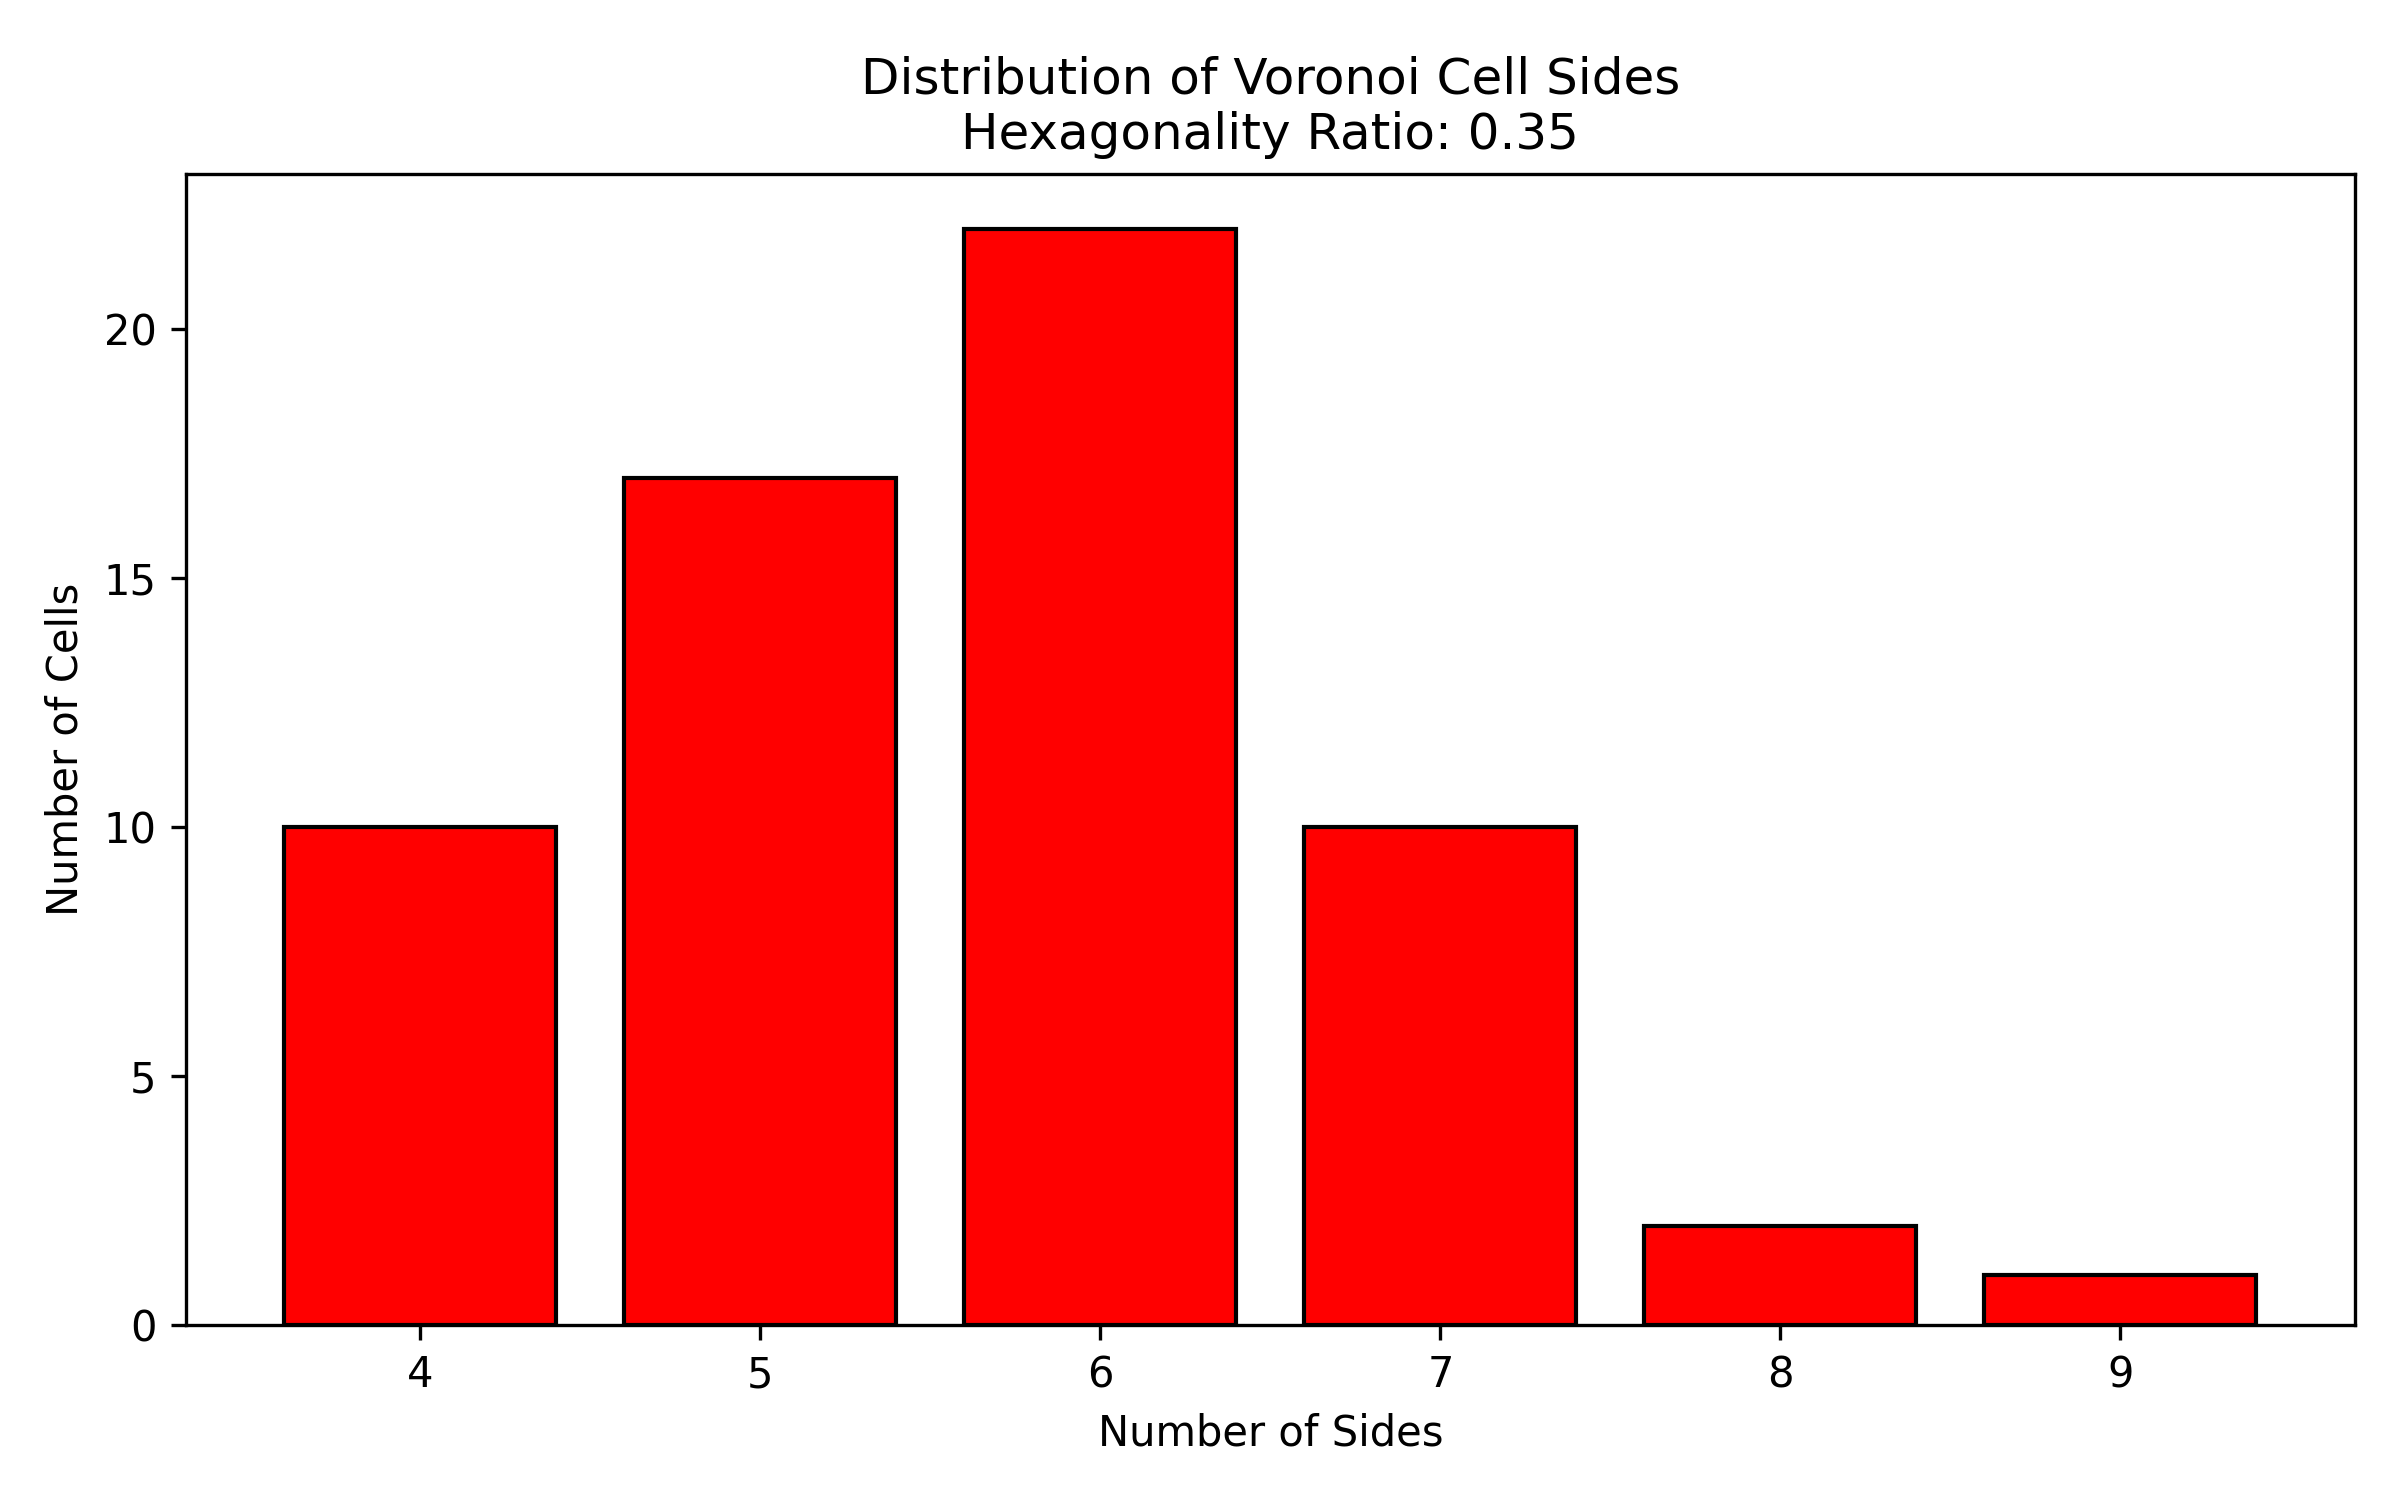 Distribution of Voronoi Cell Sides
Hexagonality Ratio: 0.35
20
15
10
5
0
Number of Cells
4 5 6 7 8 9
Number of Sides